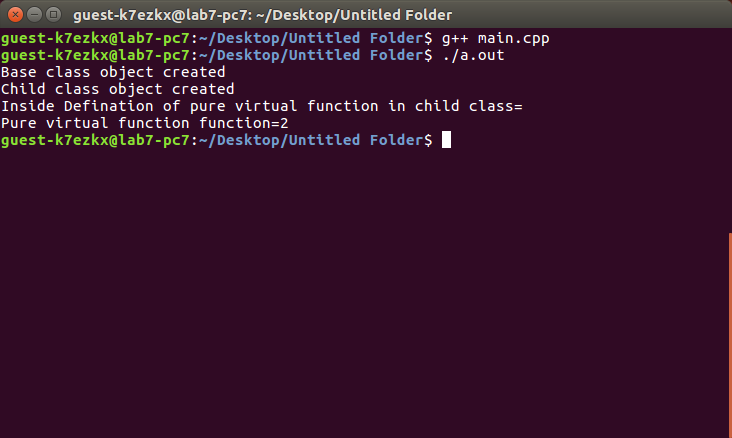 guest-k7ezkx@lab7-pc7: ~/Desktop/Untitled Folder
guest-k7ezkx@lab7-pc7:~/Desktop/Untitled Folder$ g++ main.cpp
guest-k7ezkx@lab7-pc7:~/Desktop/Untitled Folder$ ./a.out
Base class object created
Child class object created
Inside Defination of pure virtual function in child class=
Pure virtual function function=2
guest-k7ezkx@lab7-pc7:~/Desktop/Untitled Folder$